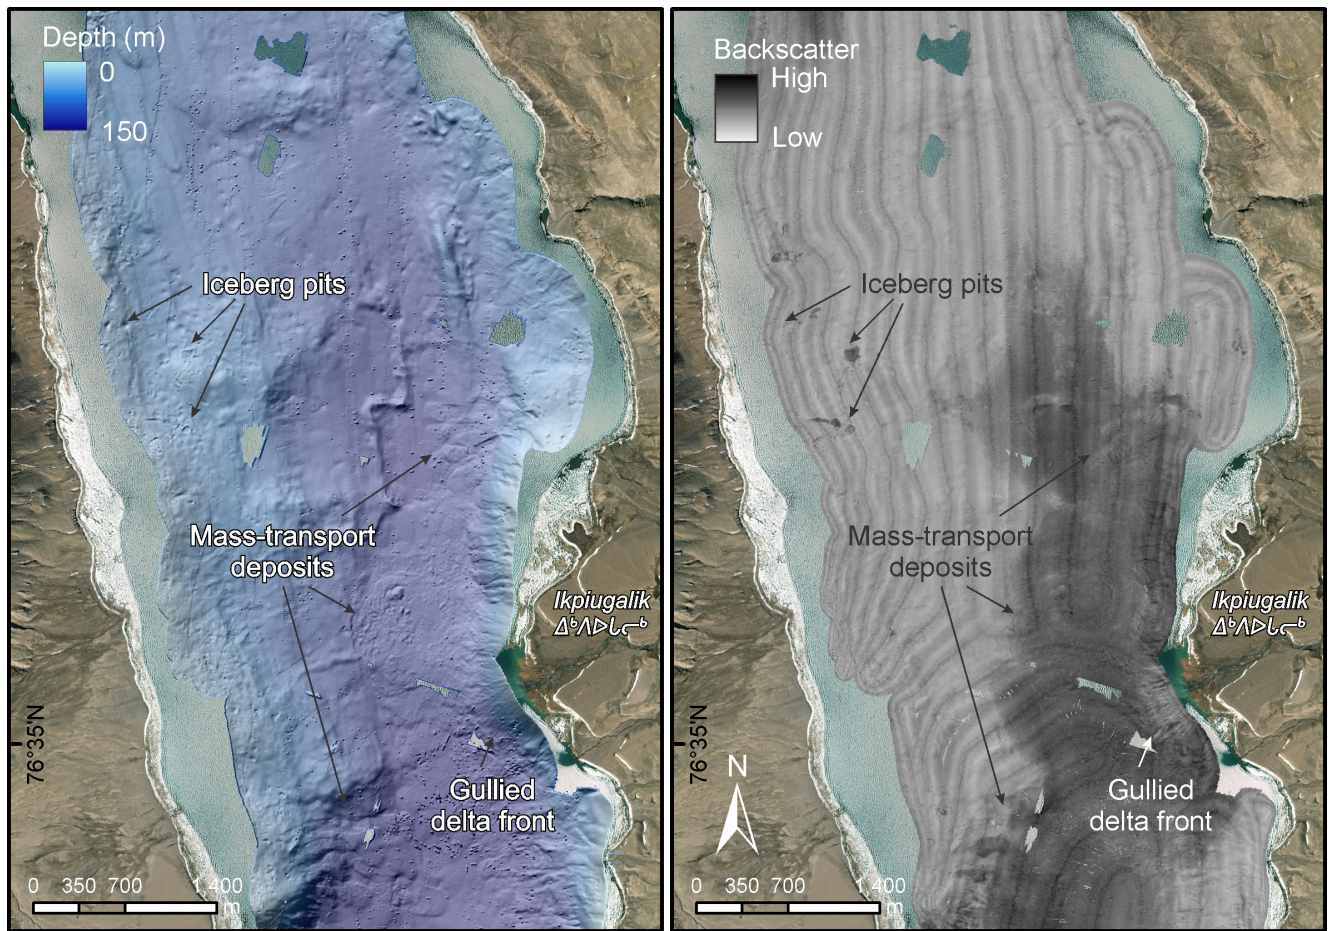 Depth (m)
0
150
Iceberg pits
Mass-transport
deposits
Ikpiugalik
ᐃᒃᐱᐅᒐᓕᒃ
76°35'N
Gullied
delta front
0 350 700 1,400
m
Backscatter
High
Low
Iceberg pits
Mass-transport
deposits
Ikpiugalik
ᐃᒃᐱᐅᒐᓕᒃ
76°35'N
N
Gullied
delta front
0 350 700 1,400
m